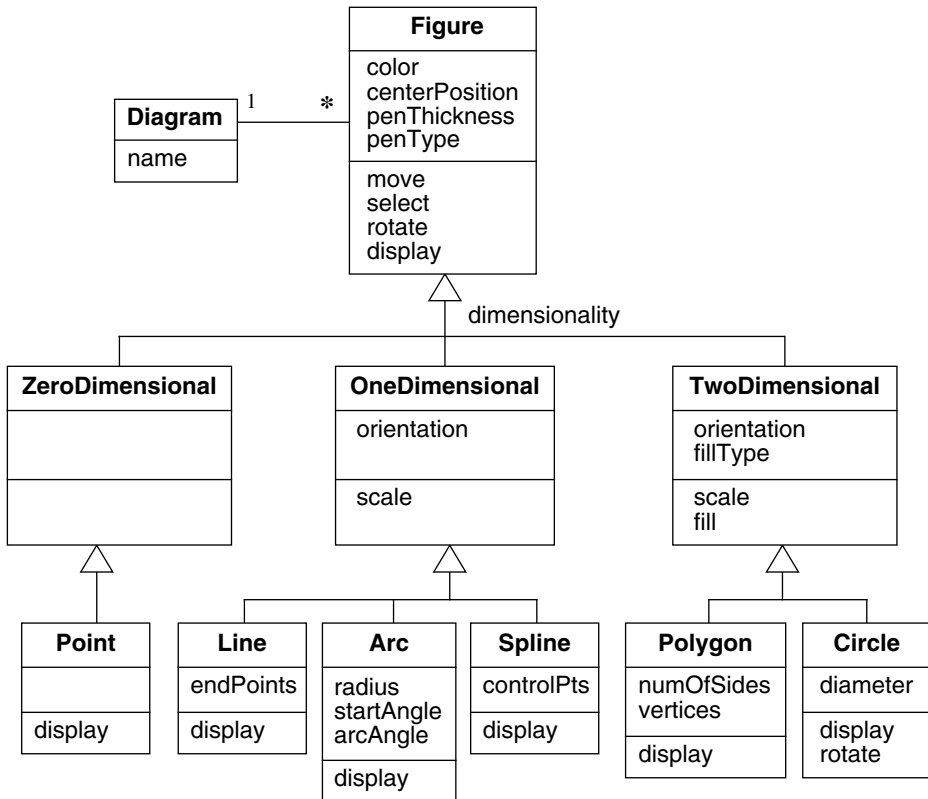 Figure
color
centerPosition
penThickness
penType
move
select
rotate
display
1
*
Diagram
name
dimensionality
ZeroDimensional
OneDimensional
orientation
scale
TwoDimensional
orientation
fillType
scale
fill
Point
display
Line
endPoints
display
Arc
radius
startAngle
arcAngle
display
Spline
controlPts
display
Polygon
numOfSides
vertices
display
Circle
diameter
display
rotate